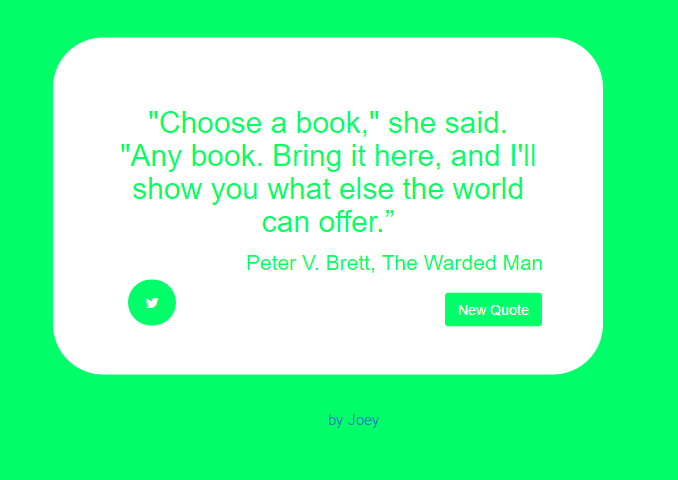 "Choose a book," she said.
"Any book. Bring it here, and I'll
show you what else the world
can offer.”
Peter V. Brett, The Warded Man
New Quote
by Joey